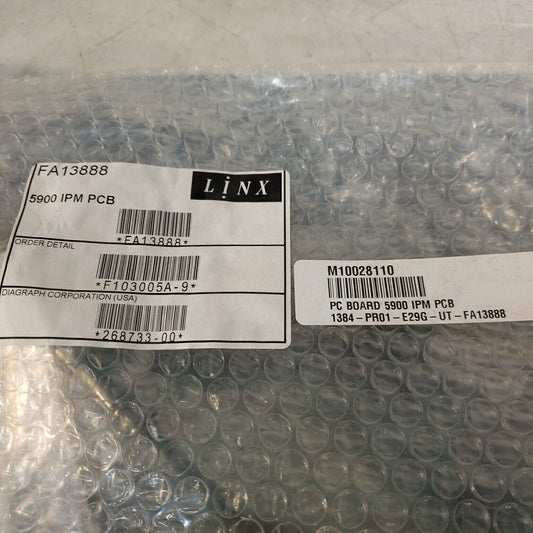 FA13888
LINX
5900 IPM PCB
*FA13888*
ORDER DETAIL
*F103005A-9*
DIAGRAPH CORPORATION (USA)
*268733-00*
M10028110
PC BOARD 5900 IPM PCB
1384-PR01-E29G-UT-FA13888